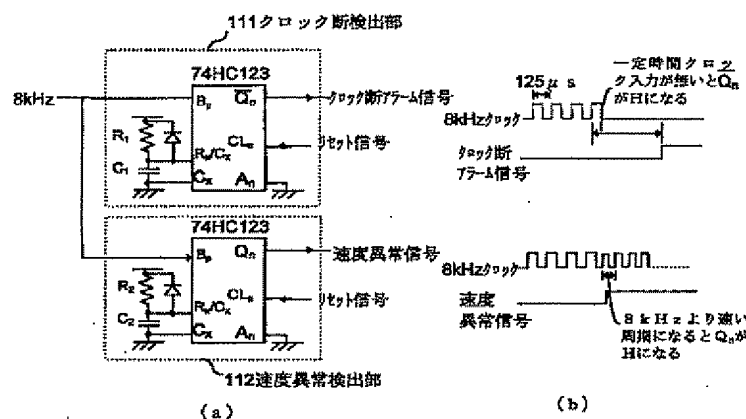 111クロック断検出部
74HC123
8kHz
Bn
Qn
クロック断アラーム信号
R1
C1
Rx/Cx
CLn
リセット信号
Cx
An
74HC123
Bn
Qn
速度異常信号
R2
C2
Rx/Cx
CLn
リセット信号
Cx
An
112速度異常検出部
(a)
一定時間クロッ
ク入力が無いとQn
がHになる
125μs
8kHzクロック
クロック断
アラーム信号
8kHzクロック
速度
異常信号
8kHzより速い
周期になるとQnが
Hになる
(b)